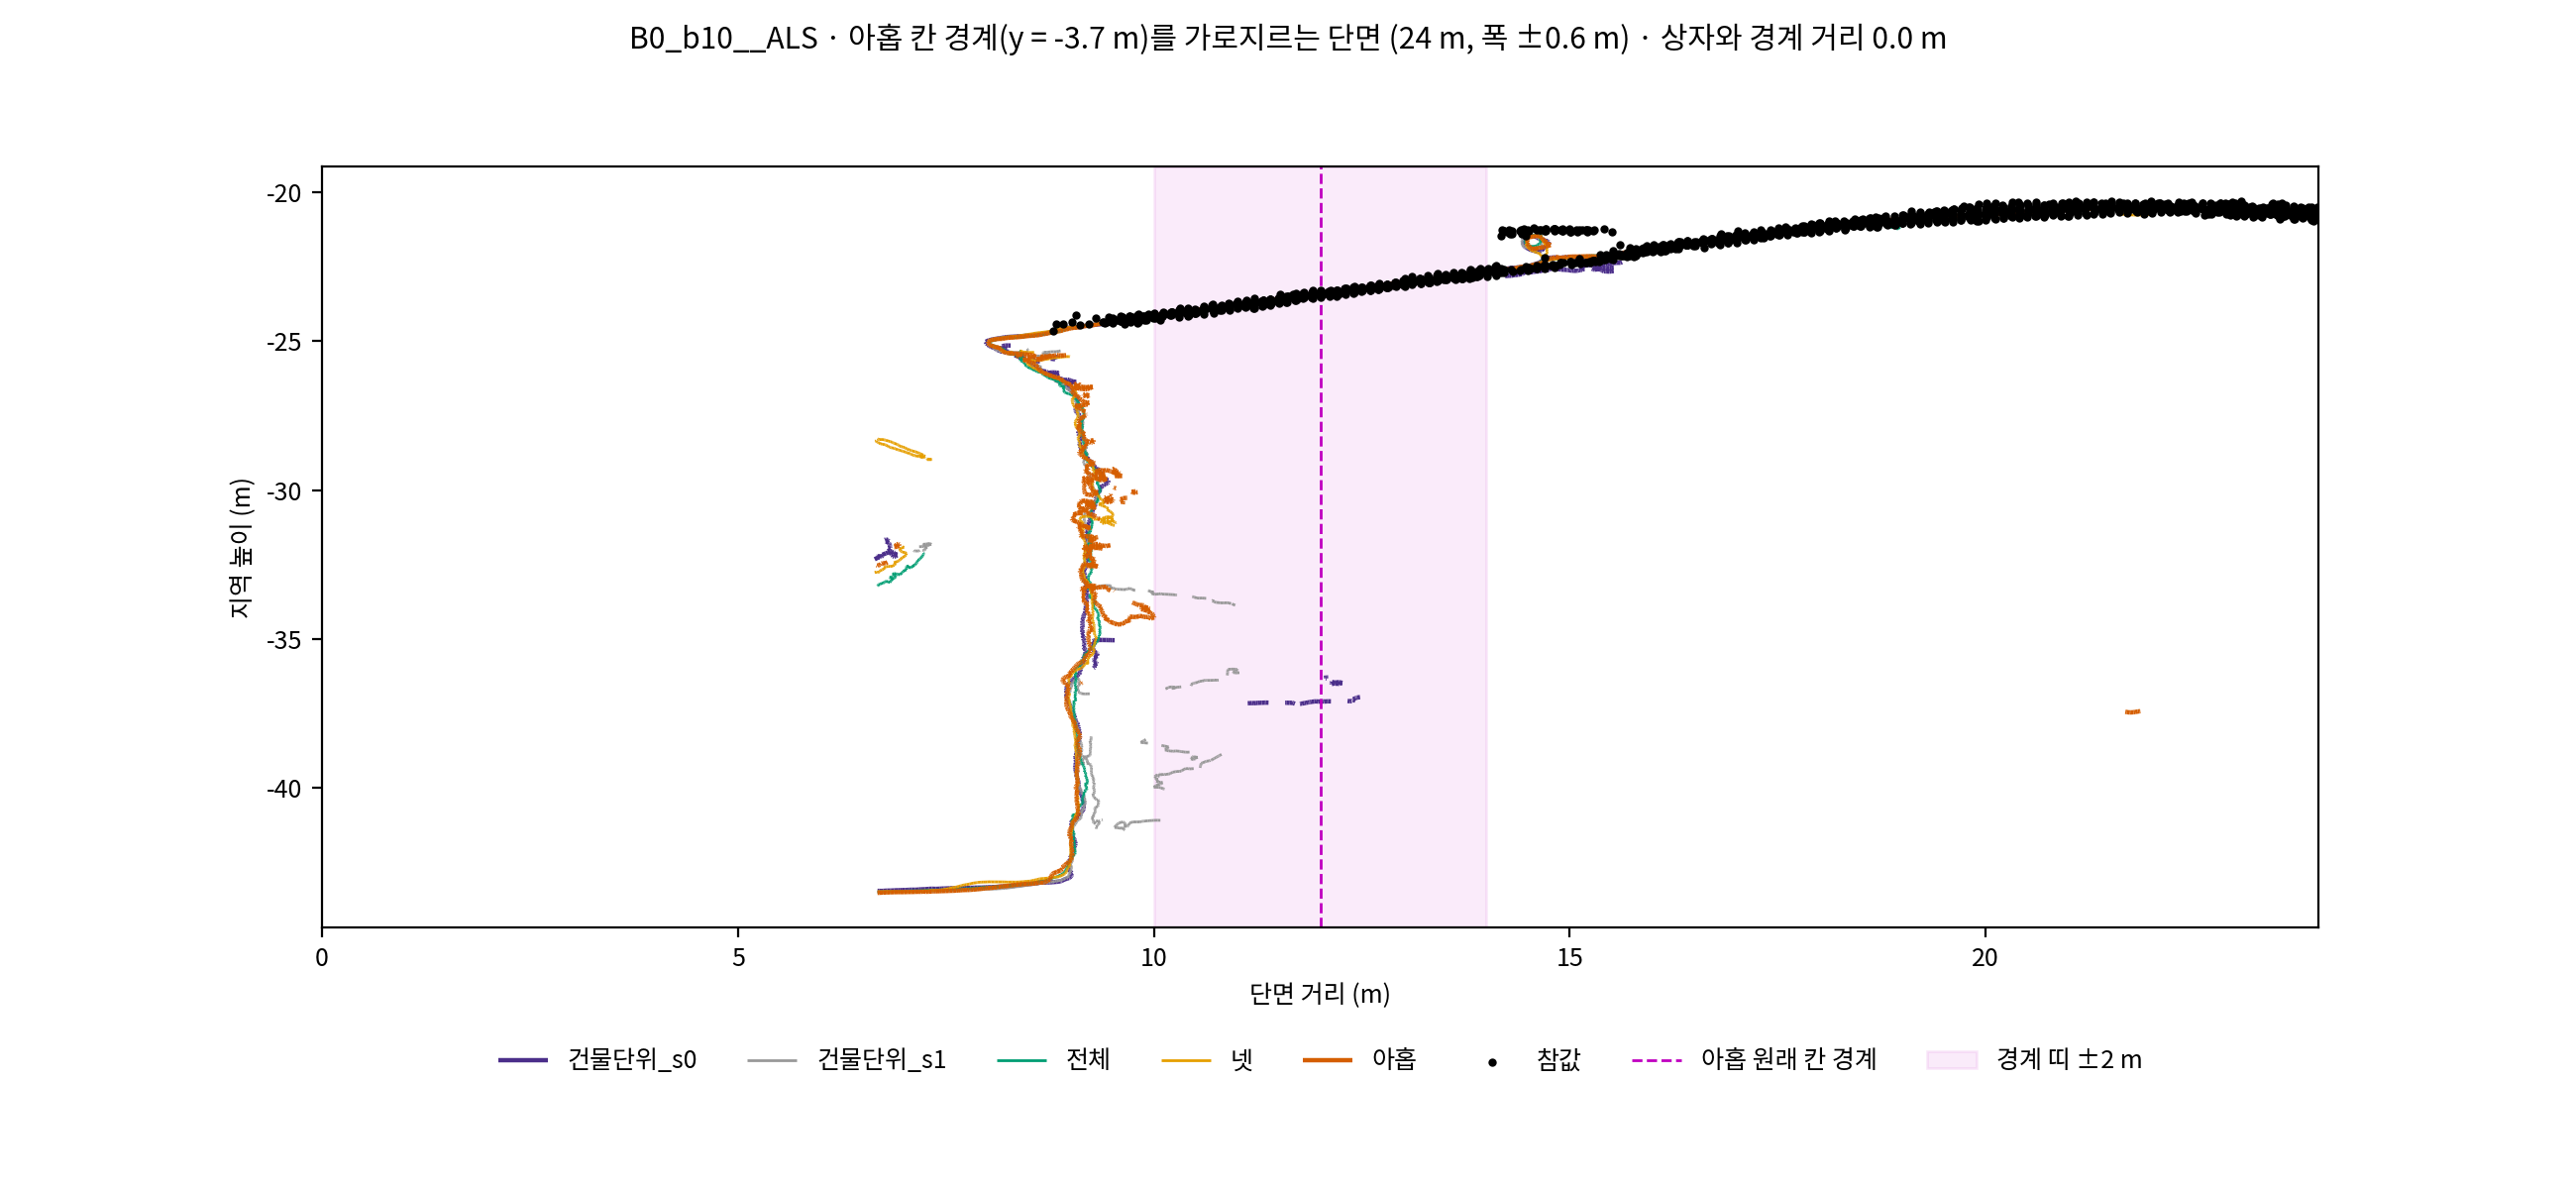 B0_b10__ALS · 아홉 칸 경계(y = -3.7 m)를 가로지르는 단면 (24 m, 폭 ±0.6 m) · 상자와 경계 거리 0.0 m
지역 높이 (m)
-20
-25
-30
-35
-40
0 5 10 15 20
단면 거리 (m)
건물단위_s0 건물단위_s1 전체 넷 아홉 참값 아홉 원래 칸 경계 경계 띠 ±2 m